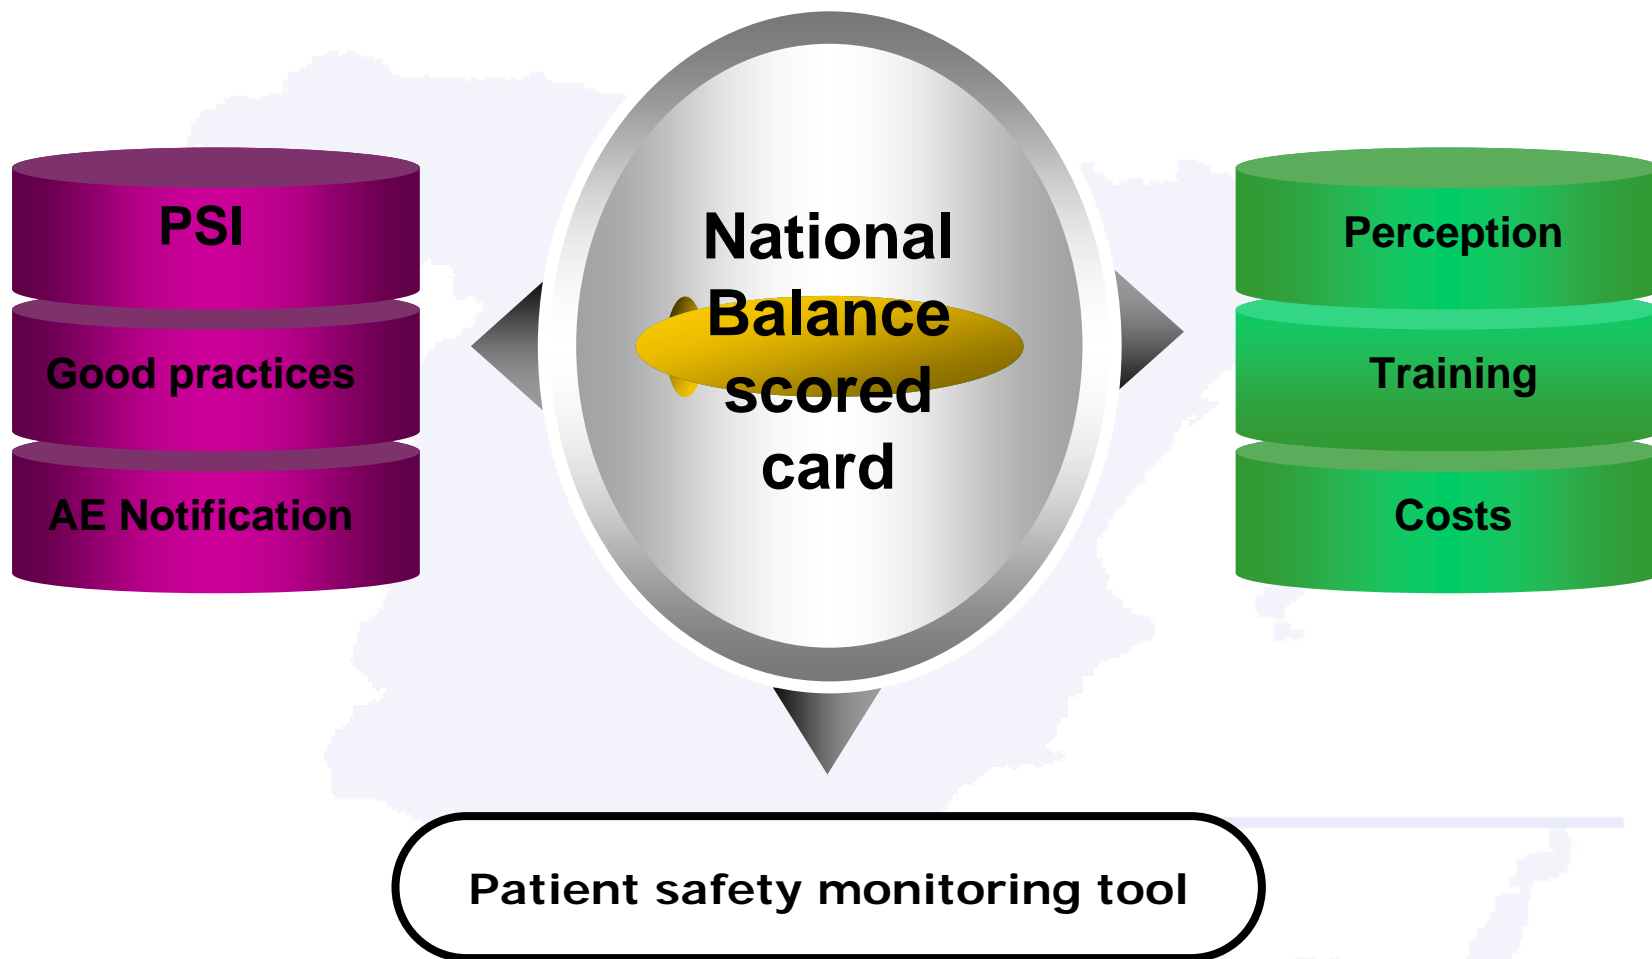 PSI
Good practices
AE Notification
National
Balance
scored
card
Perception
Training
Costs
Patient safety monitoring tool